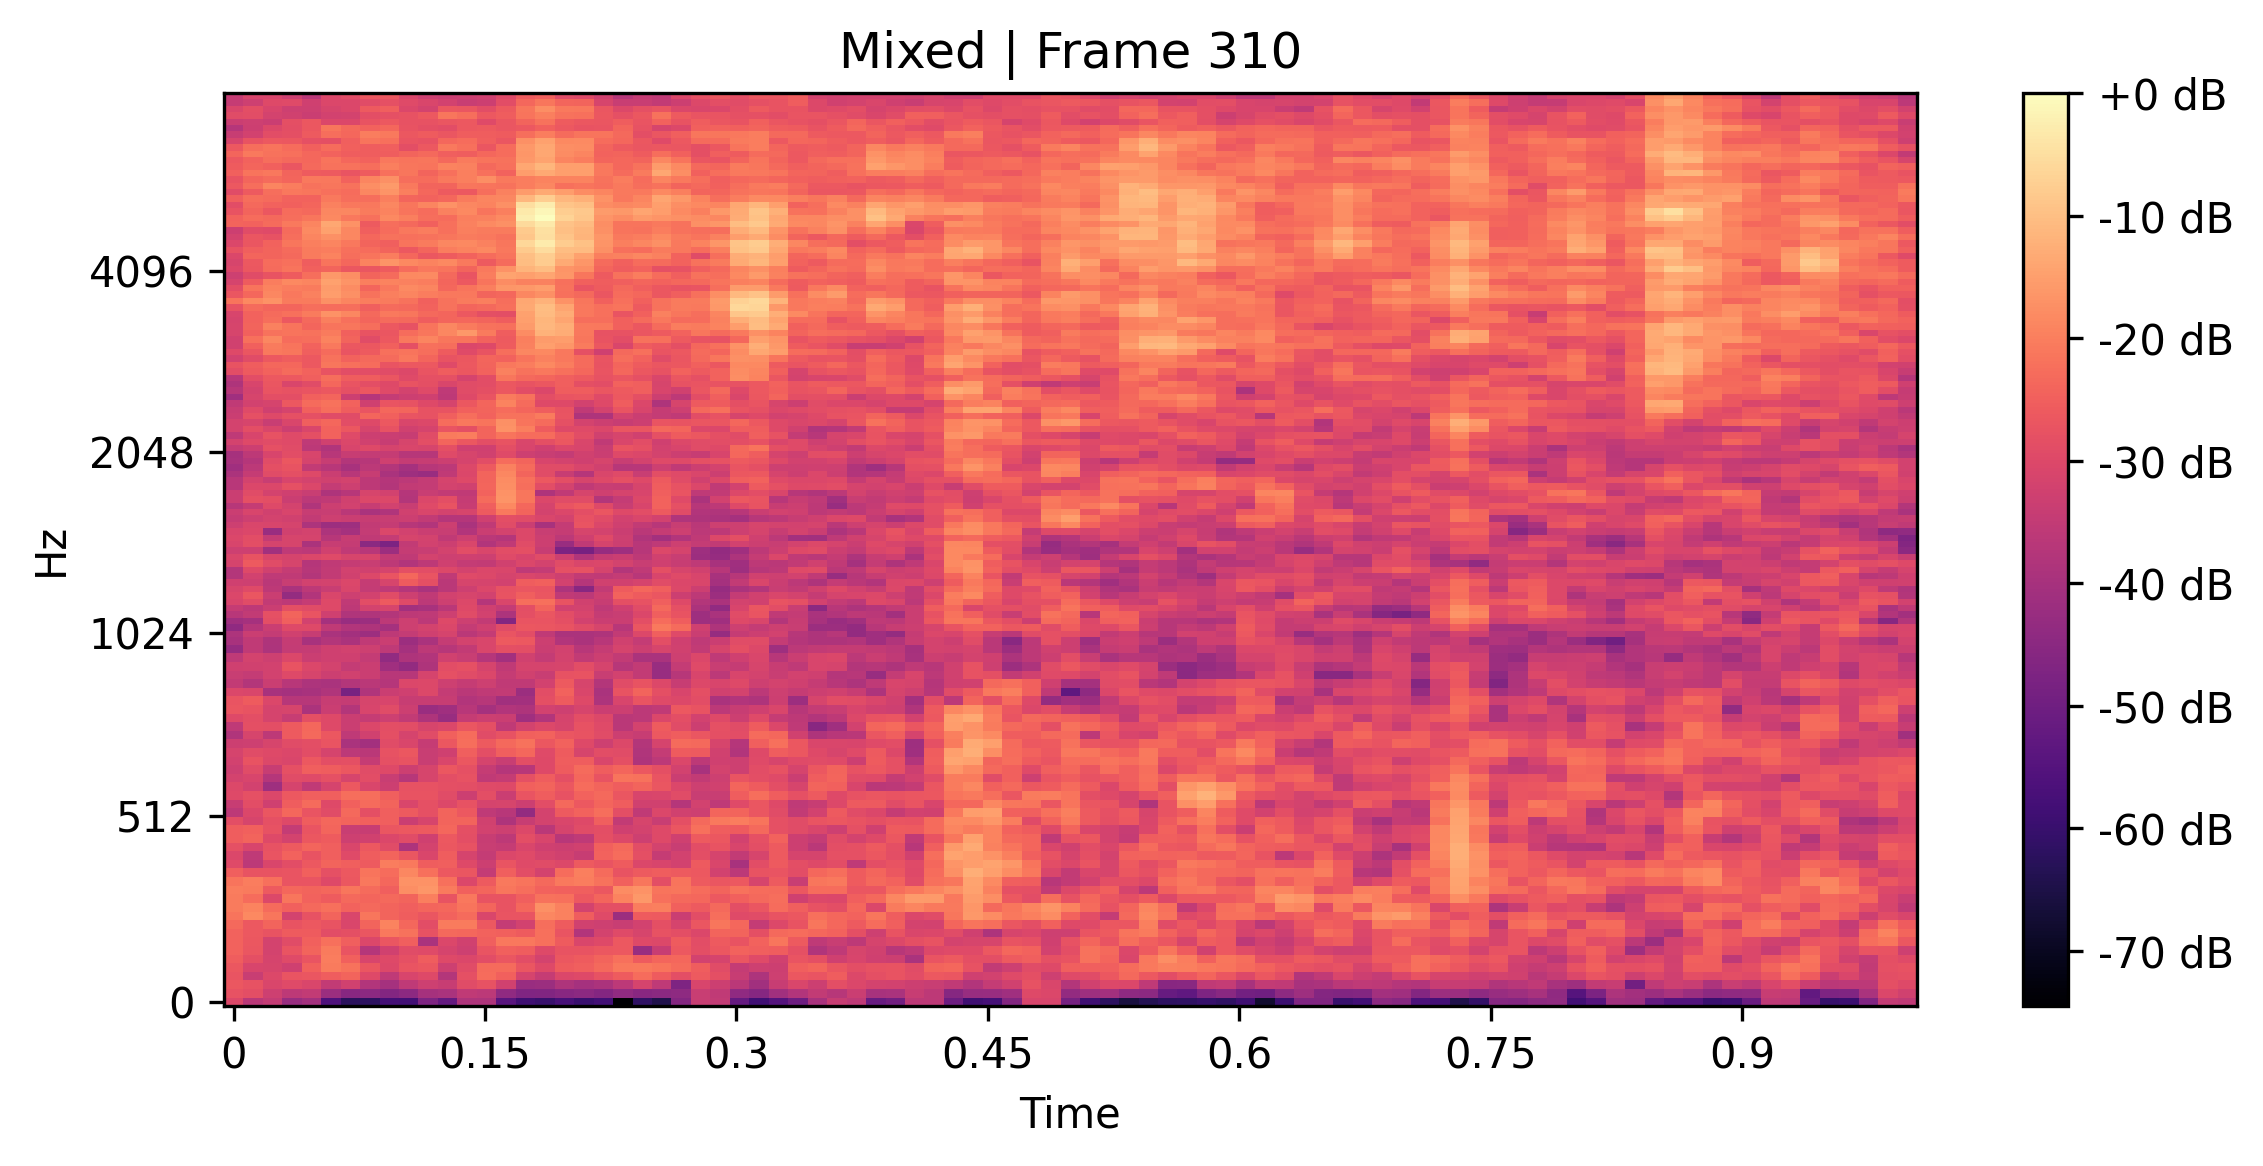 Mixed | Frame 310
+0 dB
-10 dB
-20 dB
-30 dB
-40 dB
-50 dB
-60 dB
-70 dB
Hz
4096
2048
1024
512
0
0 0.15 0.3 0.45 0.6 0.75 0.9
Time